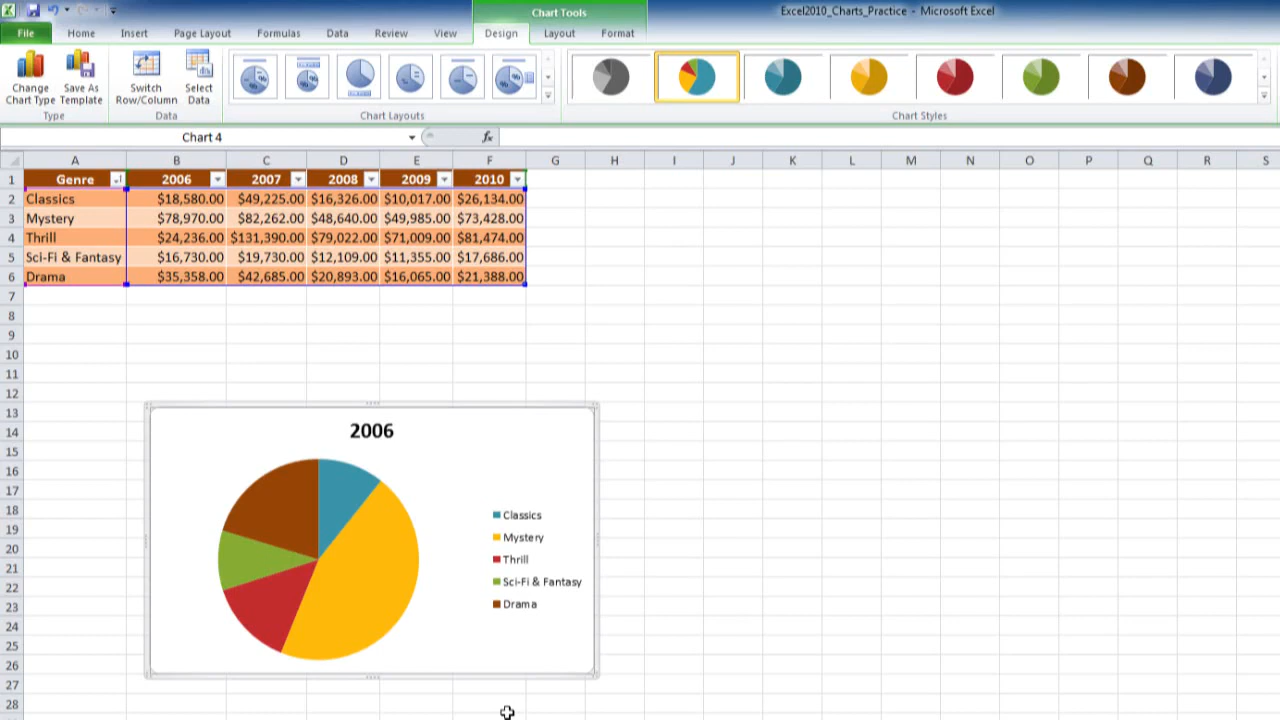 Chart Tools
Excel2010_Charts_Practice - Microsoft Excel
File Home Insert Page Layout Formulas Data Review View Design Layout Format
Change Chart Type
Save As Template
Switch Row/Column
Select Data
Type Data Chart Layouts Chart Styles
Chart 4 fx
A B C D E F G H I J K L M N O P Q R S
1 Genre 2006 2007 2008 2009 2010
2 Classics $18,580.00 $49,225.00 $16,326.00 $10,017.00 $26,134.00
3 Mystery $78,970.00 $82,262.00 $48,640.00 $49,985.00 $73,428.00
4 Thrill $24,236.00 $131,390.00 $79,022.00 $71,009.00 $81,474.00
5 Sci-Fi & Fantasy $16,730.00 $19,730.00 $12,109.00 $11,355.00 $17,686.00
6 Drama $35,358.00 $42,685.00 $20,893.00 $16,065.00 $21,388.00
7
8
9
10
11
12
13
14 2006
15
16
17
18 Classics
19 Mystery
20 Thrill
21 Sci-Fi & Fantasy
22 Drama
23
24
25
26
27
28